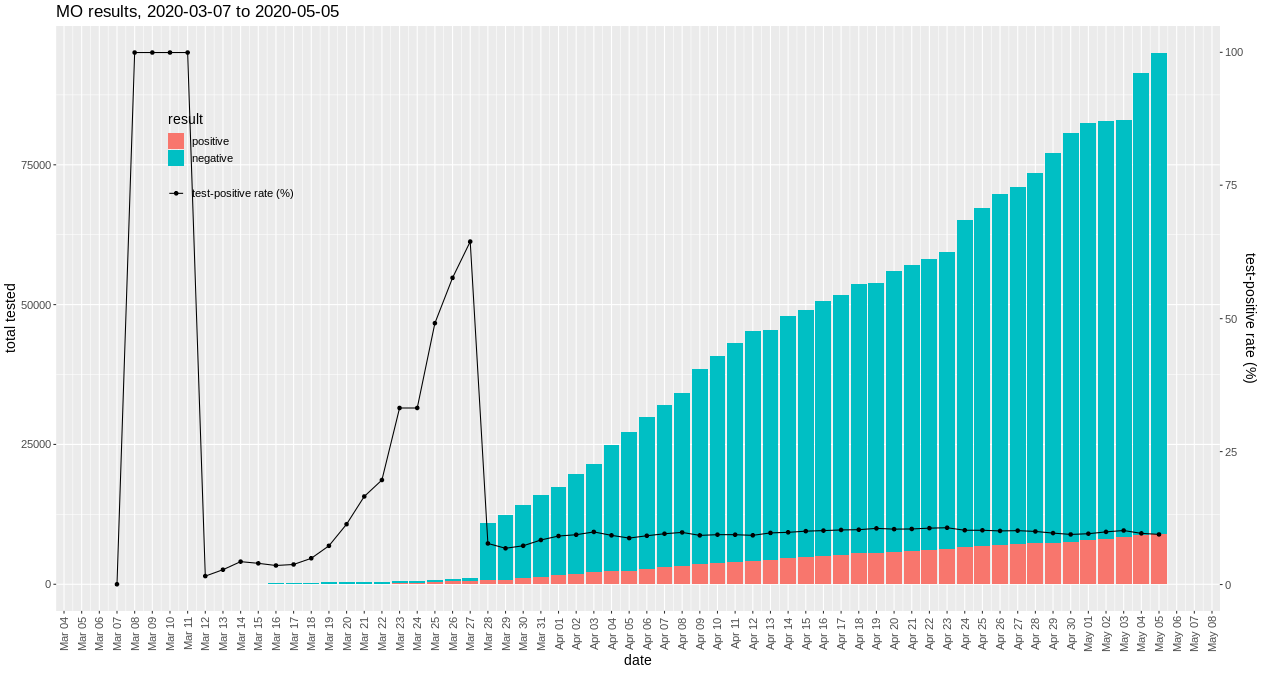 MO results, 2020-03-07 to 2020-05-05
total tested
75000
50000
25000
0
result
positive
negative
test-positive rate (%)
100
75
50
25
0
test-positive rate (%)
Mar 04
Mar 05
Mar 06
Mar 07
Mar 08
Mar 09
Mar 10
Mar 11
Mar 12
Mar 13
Mar 14
Mar 15
Mar 16
Mar 17
Mar 18
Mar 19
Mar 20
Mar 21
Mar 22
Mar 23
Mar 24
Mar 25
Mar 26
Mar 27
Mar 28
Mar 29
Mar 30
Mar 31
Apr 01
Apr 02
Apr 03
Apr 04
Apr 05
Apr 06
Apr 07
Apr 08
Apr 09
Apr 10
Apr 11
Apr 12
Apr 13
Apr 14
Apr 15
Apr 16
Apr 17
Apr 18
Apr 19
Apr 20
Apr 21
Apr 22
Apr 23
Apr 24
Apr 25
Apr 26
Apr 27
Apr 28
Apr 29
Apr 30
May 01
May 02
May 03
May 04
May 05
May 06
May 07
May 08
date